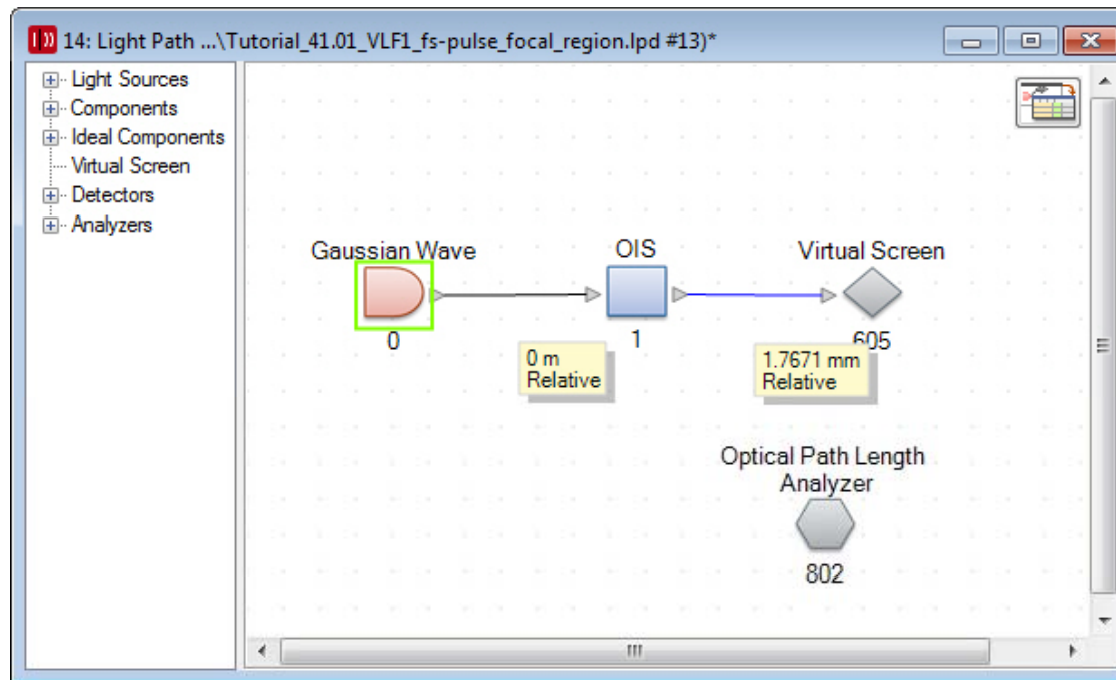 14: Light Path ...\Tutorial_41.01_VLF1_fs-pulse_focal_region.lpd #13)*
Light Sources
Components
Ideal Components
Virtual Screen
Detectors
Analyzers
Gaussian Wave
OIS
Virtual Screen
0
1
605
0 m
Relative
1.7671 mm
Relative
Optical Path Length
Analyzer
802